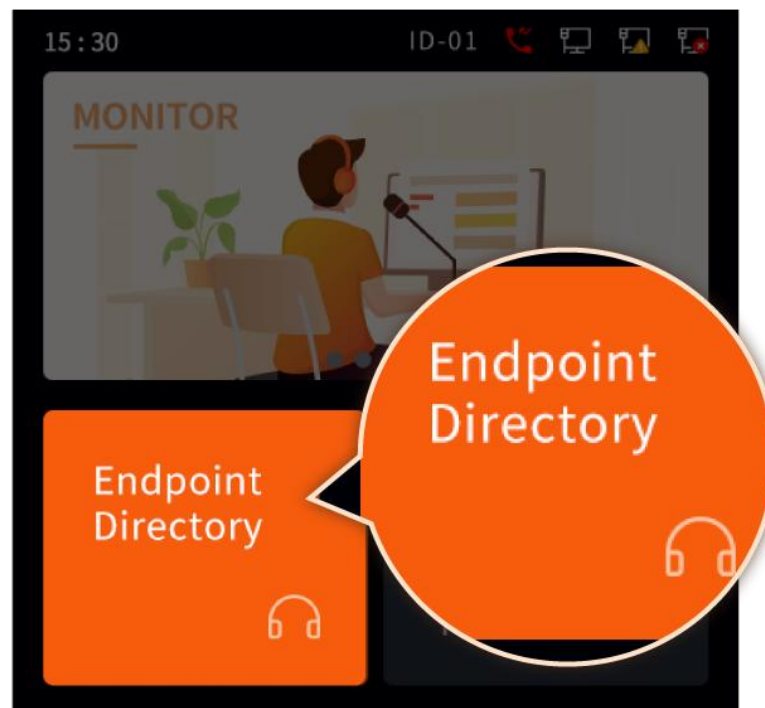 15:30
ID-01
MONITOR
Endpoint
Directory
Endpoint
Directory